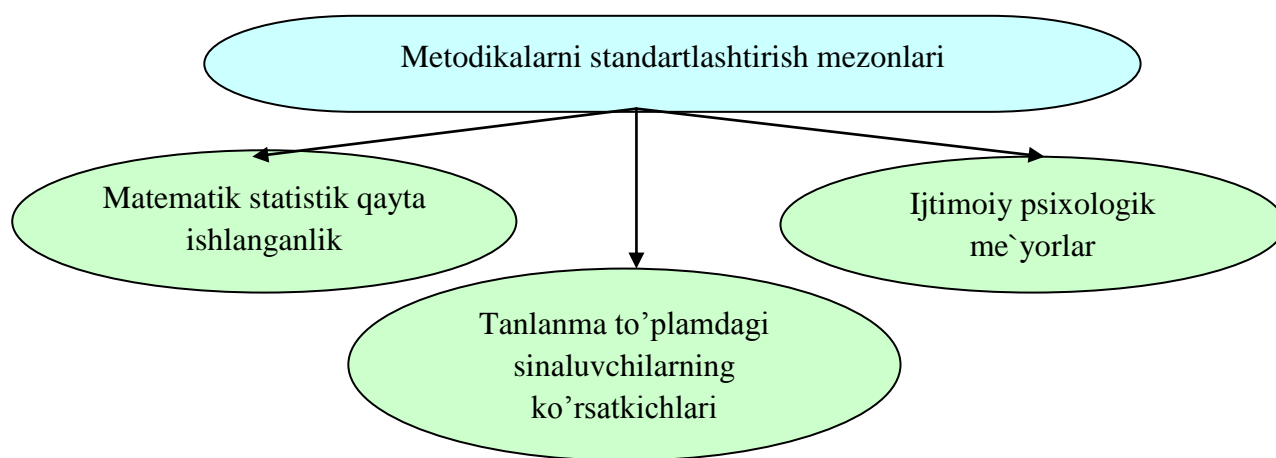 Metodikalarni standartlashtirish mezonlari
Matematik statistik qayta
ishlanganlik
Ijtimoiy psixologik
me`yorlar
Tanlanma to’plamdagi
sinaluvchilarning
ko’rsatkichlari